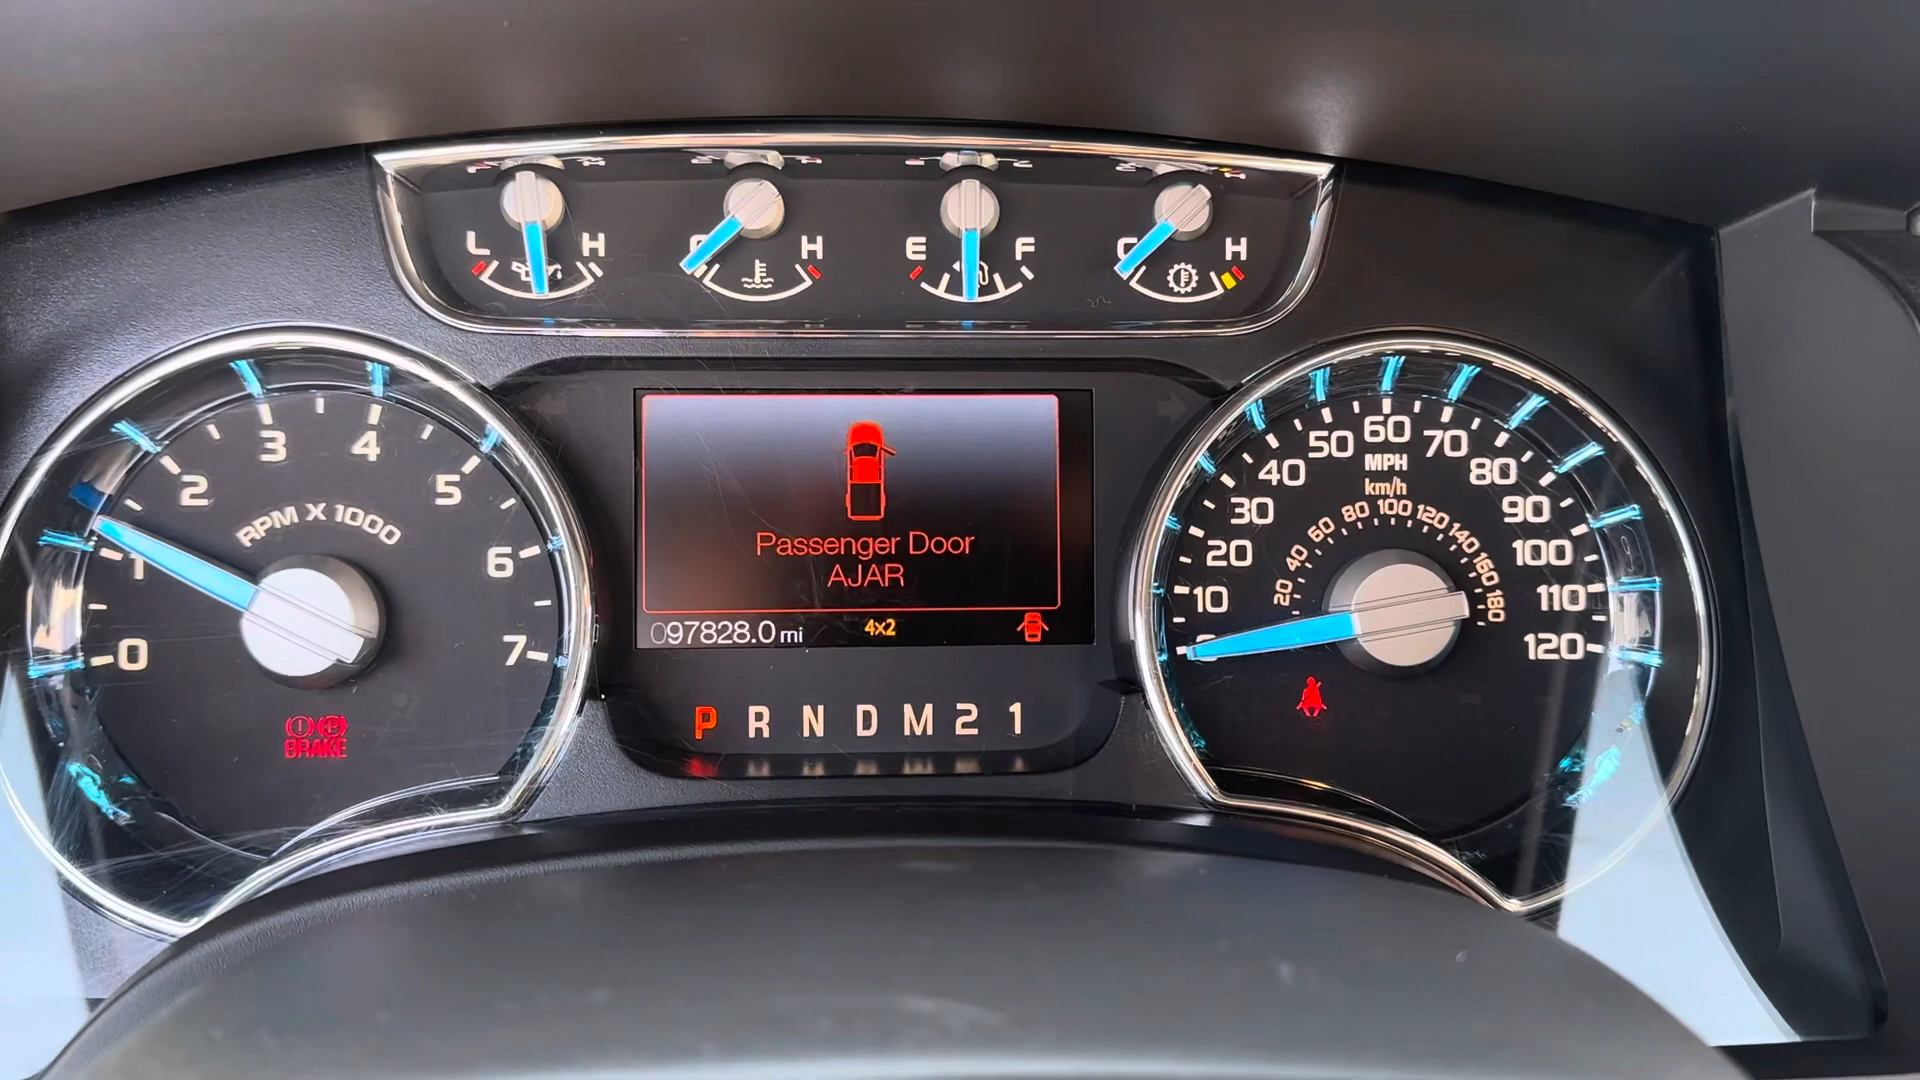 L H
C H
E F
C H
0 1 2 3 4 5 6 7
RPM X 1000
BRAKE
Passenger Door
AJAR
097828.0 mi
4x2
P R N D M 2 1
10 20 30 40 50 60 70 80 90 100 110 120
MPH
km/h
20 40 60 80 100 120 140 160 180